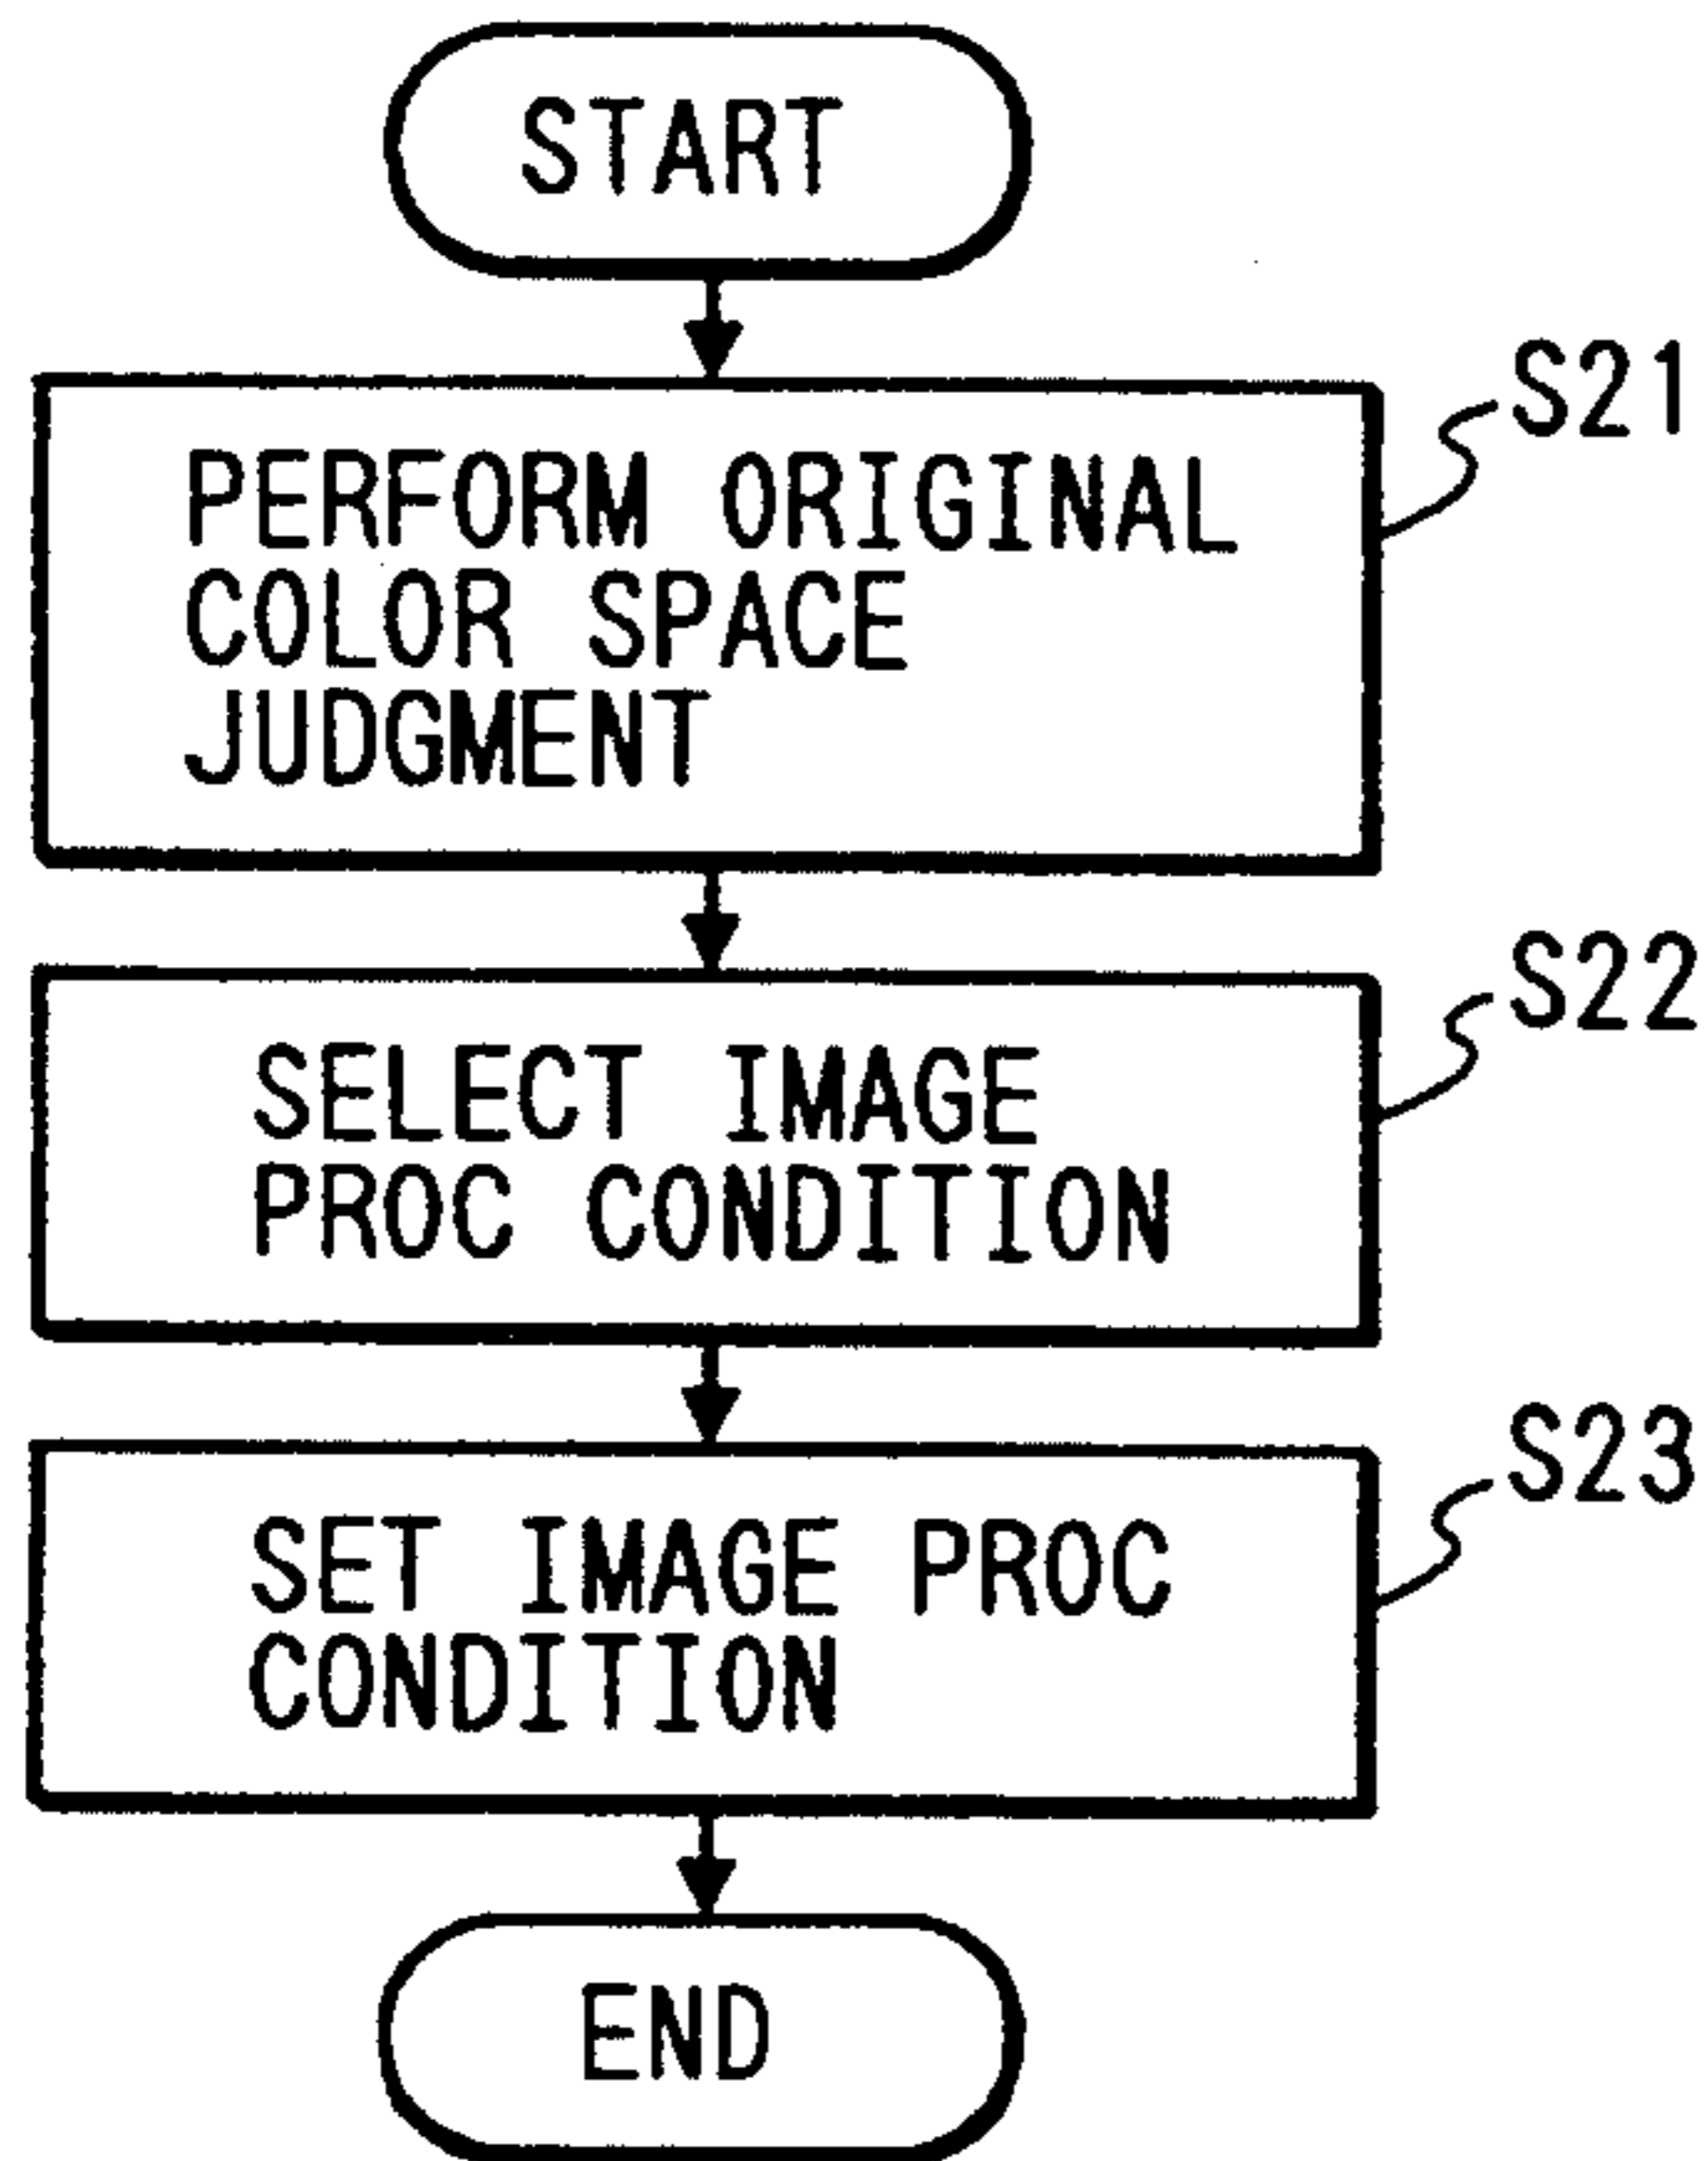 START
S21
PERFORM ORIGINAL
COLOR SPACE
JUDGMENT
S22
SELECT IMAGE
PROC CONDITION
S23
SET IMAGE PROC
CONDITION
END